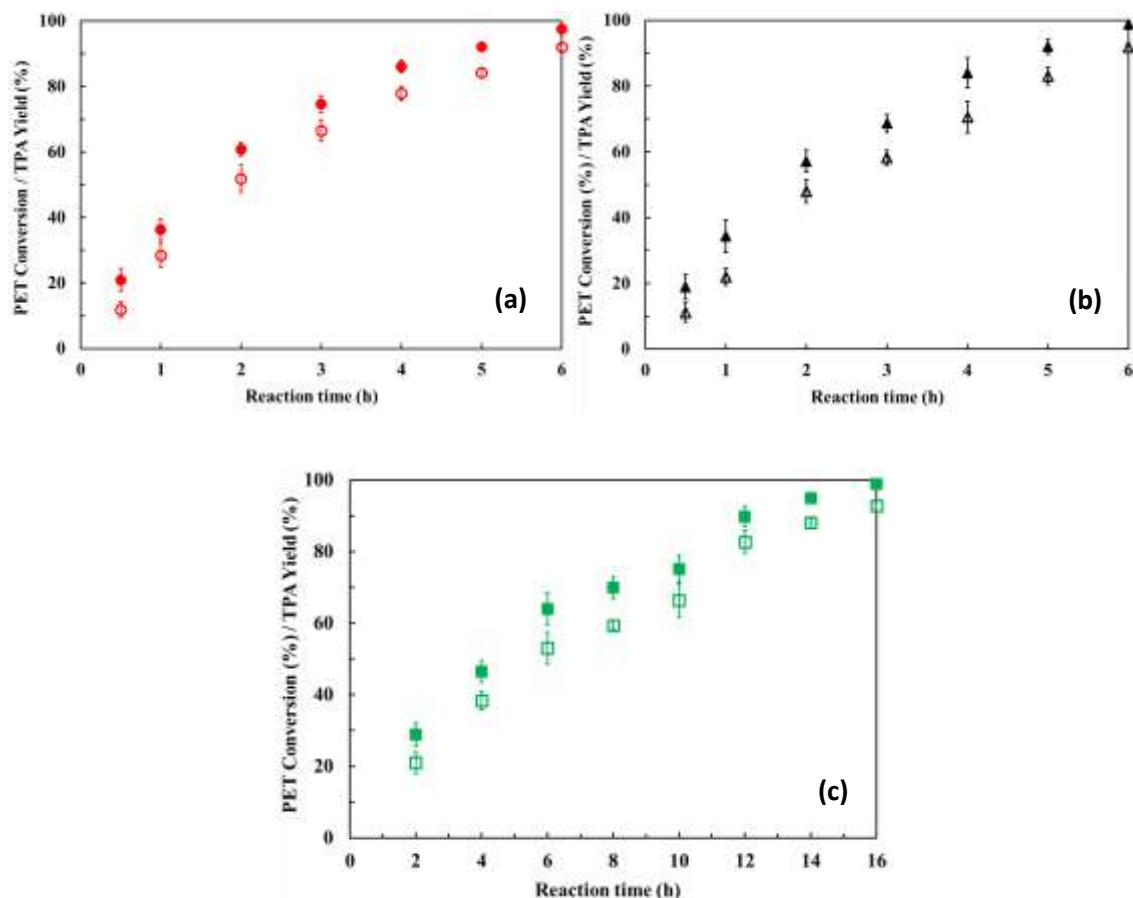 PET Conversion / TPA Yield (%)
100
80
60
40
20
0
0 1 2 3 4 5 6
Reaction time (h)
(a)
PET Conversion (%) / TPA Yield (%)
100
80
60
40
20
0
0 1 2 3 4 5 6
Reaction time (h)
(b)
PET Conversion (%) / TPA Yield (%)
100
80
60
40
20
0
0 2 4 6 8 10 12 14 16
Reaction time (h)
(c)